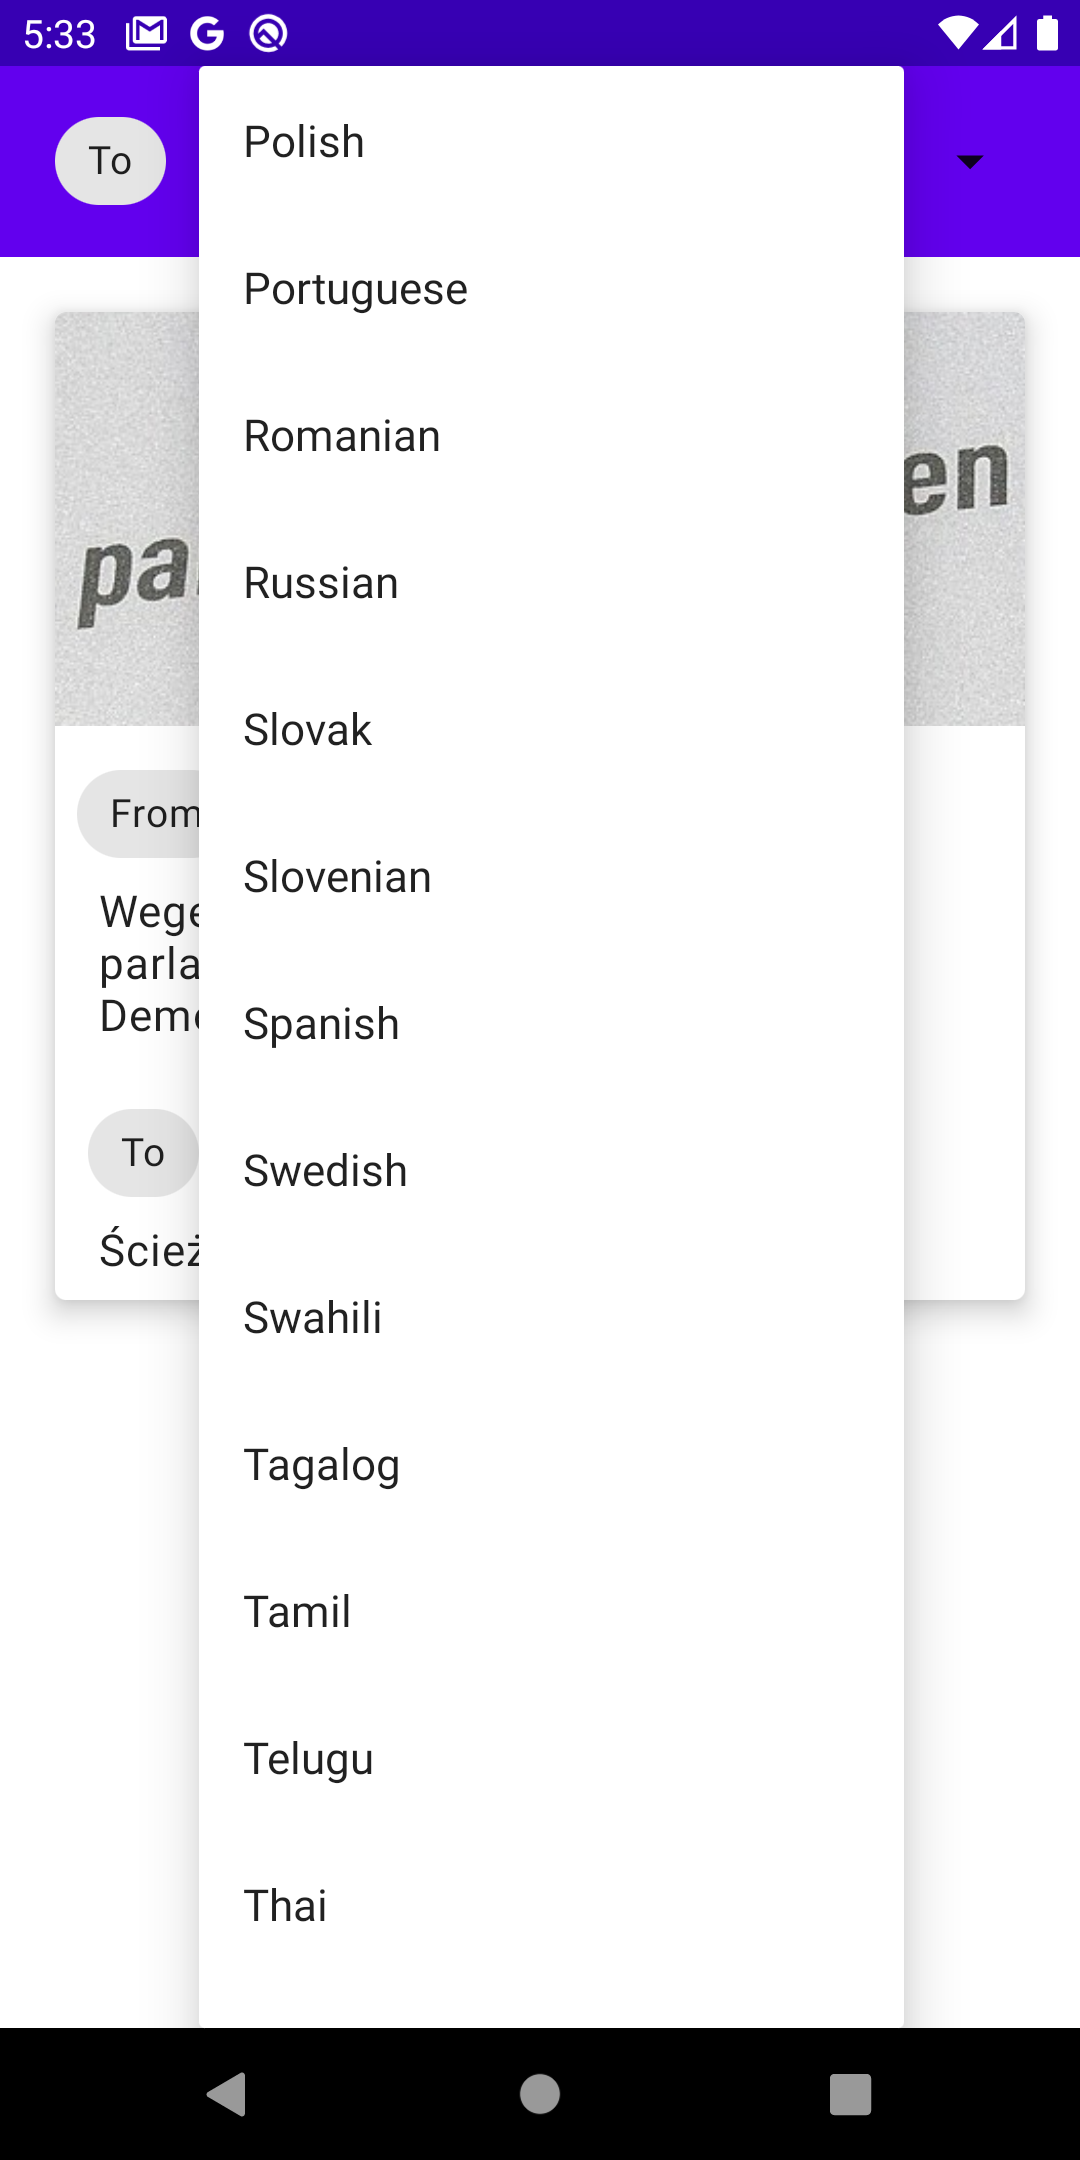 5:33
To
Polish
Portuguese
Romanian
Russian
Slovak
Slovenian
Spanish
Swedish
Swahili
Tagalog
Tamil
Telugu
Thai
en
pa
From
Wege
parla
Dem
To
Ścież